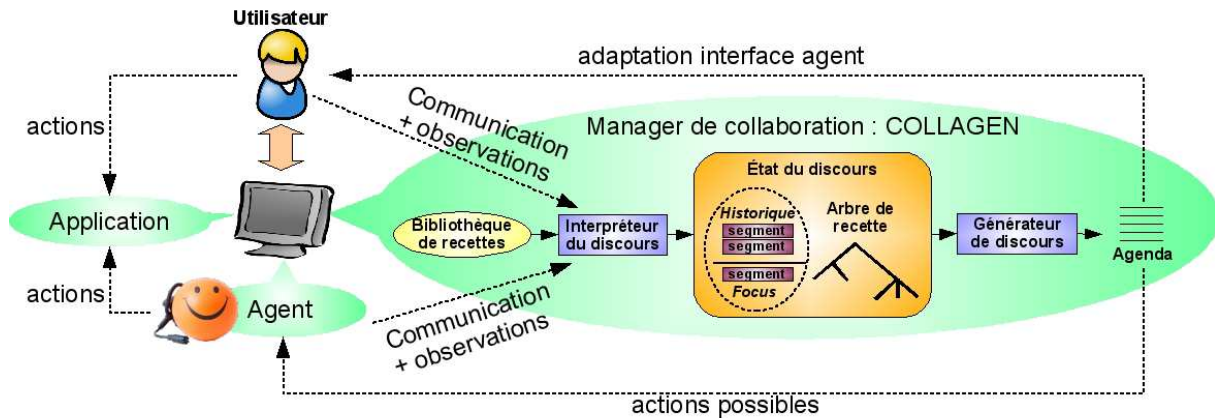 Utilisateur
adaptation interface agent
actions
Communication
+ observations
Manager de collaboration : COLLAGEN
État du discours
Application
Bibliothèque
de recettes
Interpréteur
du discours
Historique
segment
segment
segment
Focus
Arbre de
recette
Générateur
de discours
Agenda
actions
Agent
Communication
+ observations
actions possibles